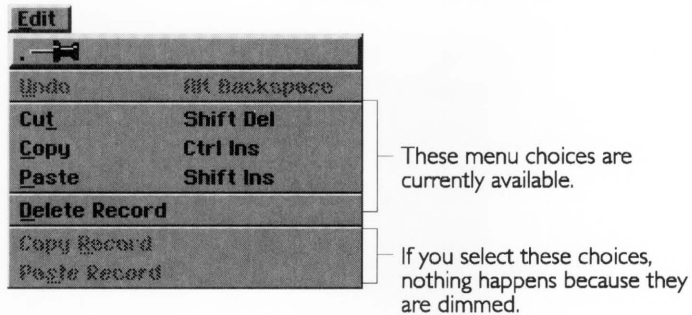 Edit
Undo Alt Backspace
Cut Shift Del
Copy Ctrl Ins
Paste Shift Ins
Delete Record
Copy Record
Paste Record
These menu choices are
currently available.
If you select these choices,
nothing happens because they
are dimmed.